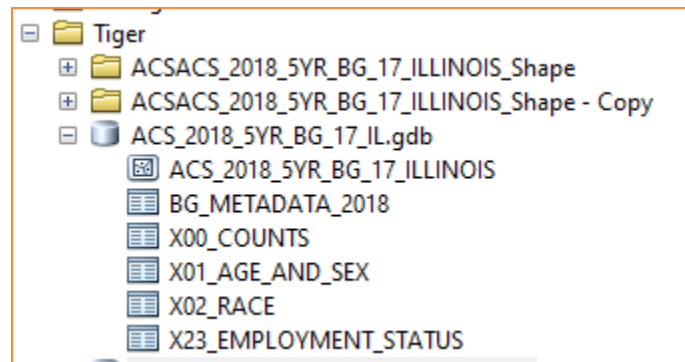 Tiger
ACSACS_2018_5YR_BG_17_ILLINOIS_Shape
ACSACS_2018_5YR_BG_17_ILLINOIS_Shape - Copy
ACS_2018_5YR_BG_17_IL.gdb
ACS_2018_5YR_BG_17_ILLINOIS
BG_METADATA_2018
X00_COUNTS
X01_AGE_AND_SEX
X02_RACE
X23_EMPLOYMENT_STATUS